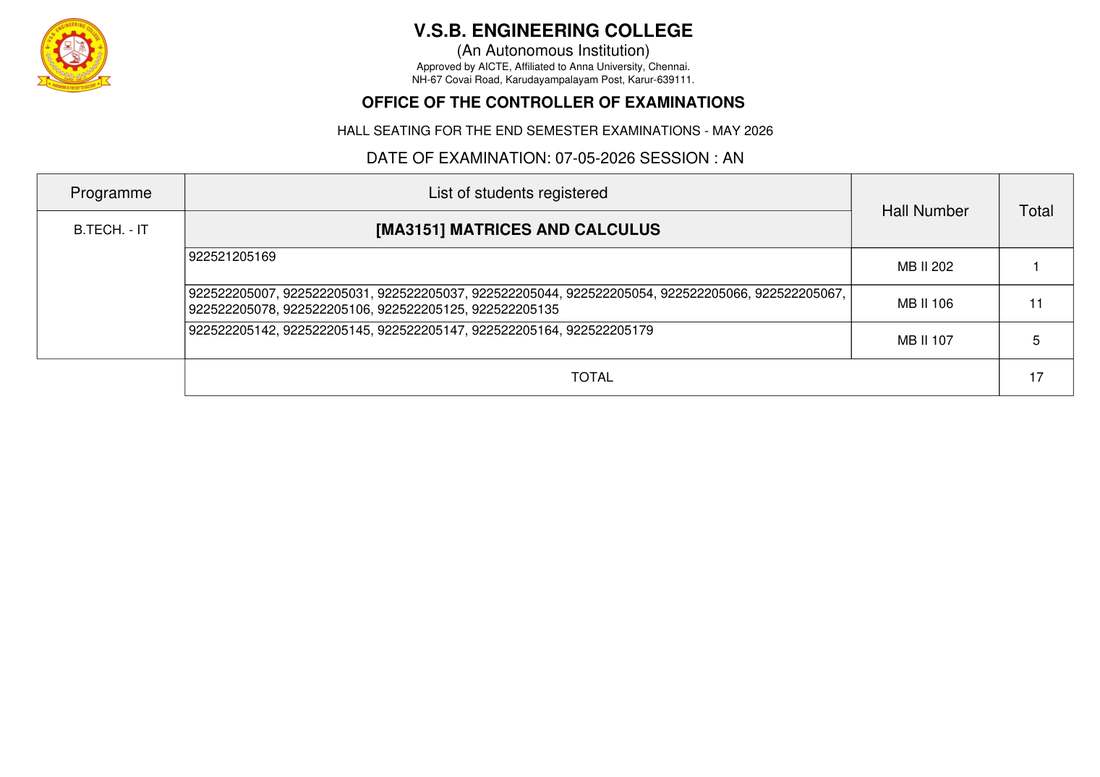 V.S.B. ENGINEERING COLLEGE
(An Autonomous Institution)
Approved by AICTE, Affiliated to Anna University, Chennai.
NH-67 Covai Road, Karudayampalayam Post, Karur-639111.
OFFICE OF THE CONTROLLER OF EXAMINATIONS
HALL SEATING FOR THE END SEMESTER EXAMINATIONS - MAY 2026
DATE OF EXAMINATION: 07-05-2026 SESSION : AN
Programme List of students registered Hall Number Total
B.TECH. - IT [MA3151] MATRICES AND CALCULUS
922521205169 MB II 202 1
922522205007, 922522205031, 922522205037, 922522205044, 922522205054, 922522205066, 922522205067,
922522205078, 922522205106, 922522205125, 922522205135 MB II 106 11
922522205142, 922522205145, 922522205147, 922522205164, 922522205179 MB II 107 5
TOTAL 17